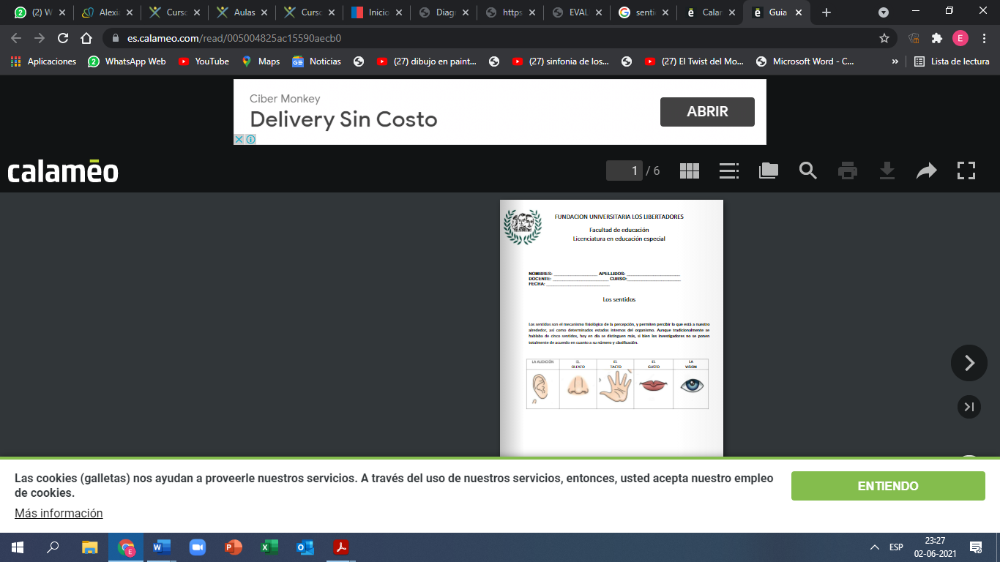 (2) W
Alexi
Curso
Aulas
Curso
Inicio
Diag
https
EVAL
senti
Calar
Guia
es.calameo.com/read/005004825ac15590aecb0
E
Aplicaciones
WhatsApp Web
YouTube
Maps
Noticias
(27) dibujo en paint...
(27) sinfonia de los...
(27) El Twist del Mo...
Microsoft Word - C...
»
Lista de lectura
Ciber Monkey
Delivery Sin Costo
ABRIR
calamēo
1 / 6
FUNDACION UNIVERSITARIA LOS LIBERTADORES
Facultad de educación
Licenciatura en educación especial
NOMBRES: ____________________ APELLIDOS: ____________________
DOCENTE: ____________________ CURSO: ____________________
FECHA: ____________________
Los sentidos
Los sentidos son el mecanismo fisiológico de la percepción, y permiten percibir lo que está a nuestro
alrededor, así como determinados estados internos del organismo. Aunque tradicionalmente se
hablaba de cinco sentidos, hoy en día se distinguen más, si bien los investigadores no se ponen
totalmente de acuerdo en cuanto a su número y clasificación.
LA AUDICIÓN
EL
OLFATO
EL
TACTO
EL
GUSTO
LA
VISION
Las cookies (galletas) nos ayudan a proveerle nuestros servicios. A través del uso de nuestros servicios, entonces, usted acepta nuestro empleo
de cookies.
Más información
ENTIENDO
ESP
23:27
02-06-2021